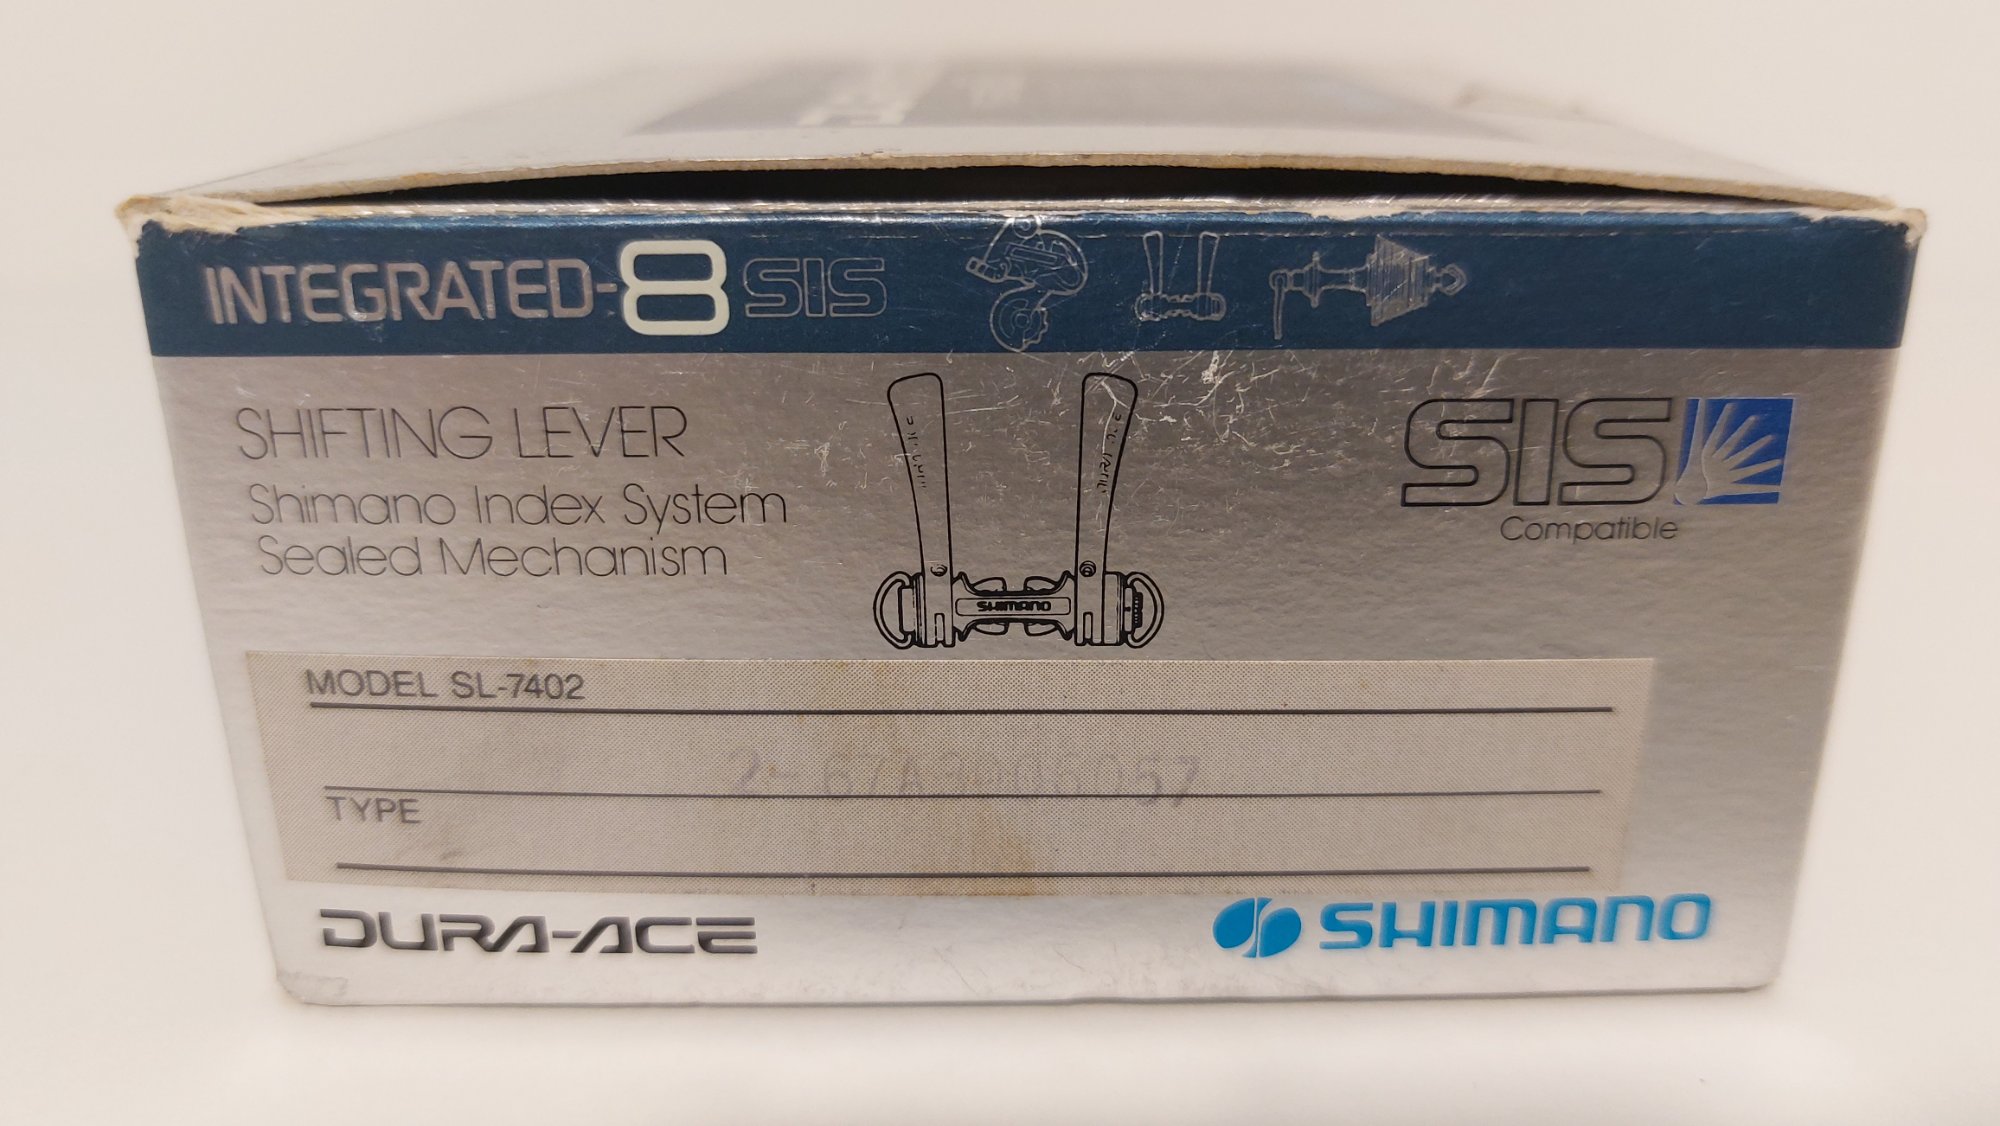 INTEGRATED-8 SIS
SHIFTING LEVER
Shimano Index System
Sealed Mechanism
SIS
Compatible
SHIMANO
MODEL SL-7402
TYPE
DURA-ACE
SHIMANO